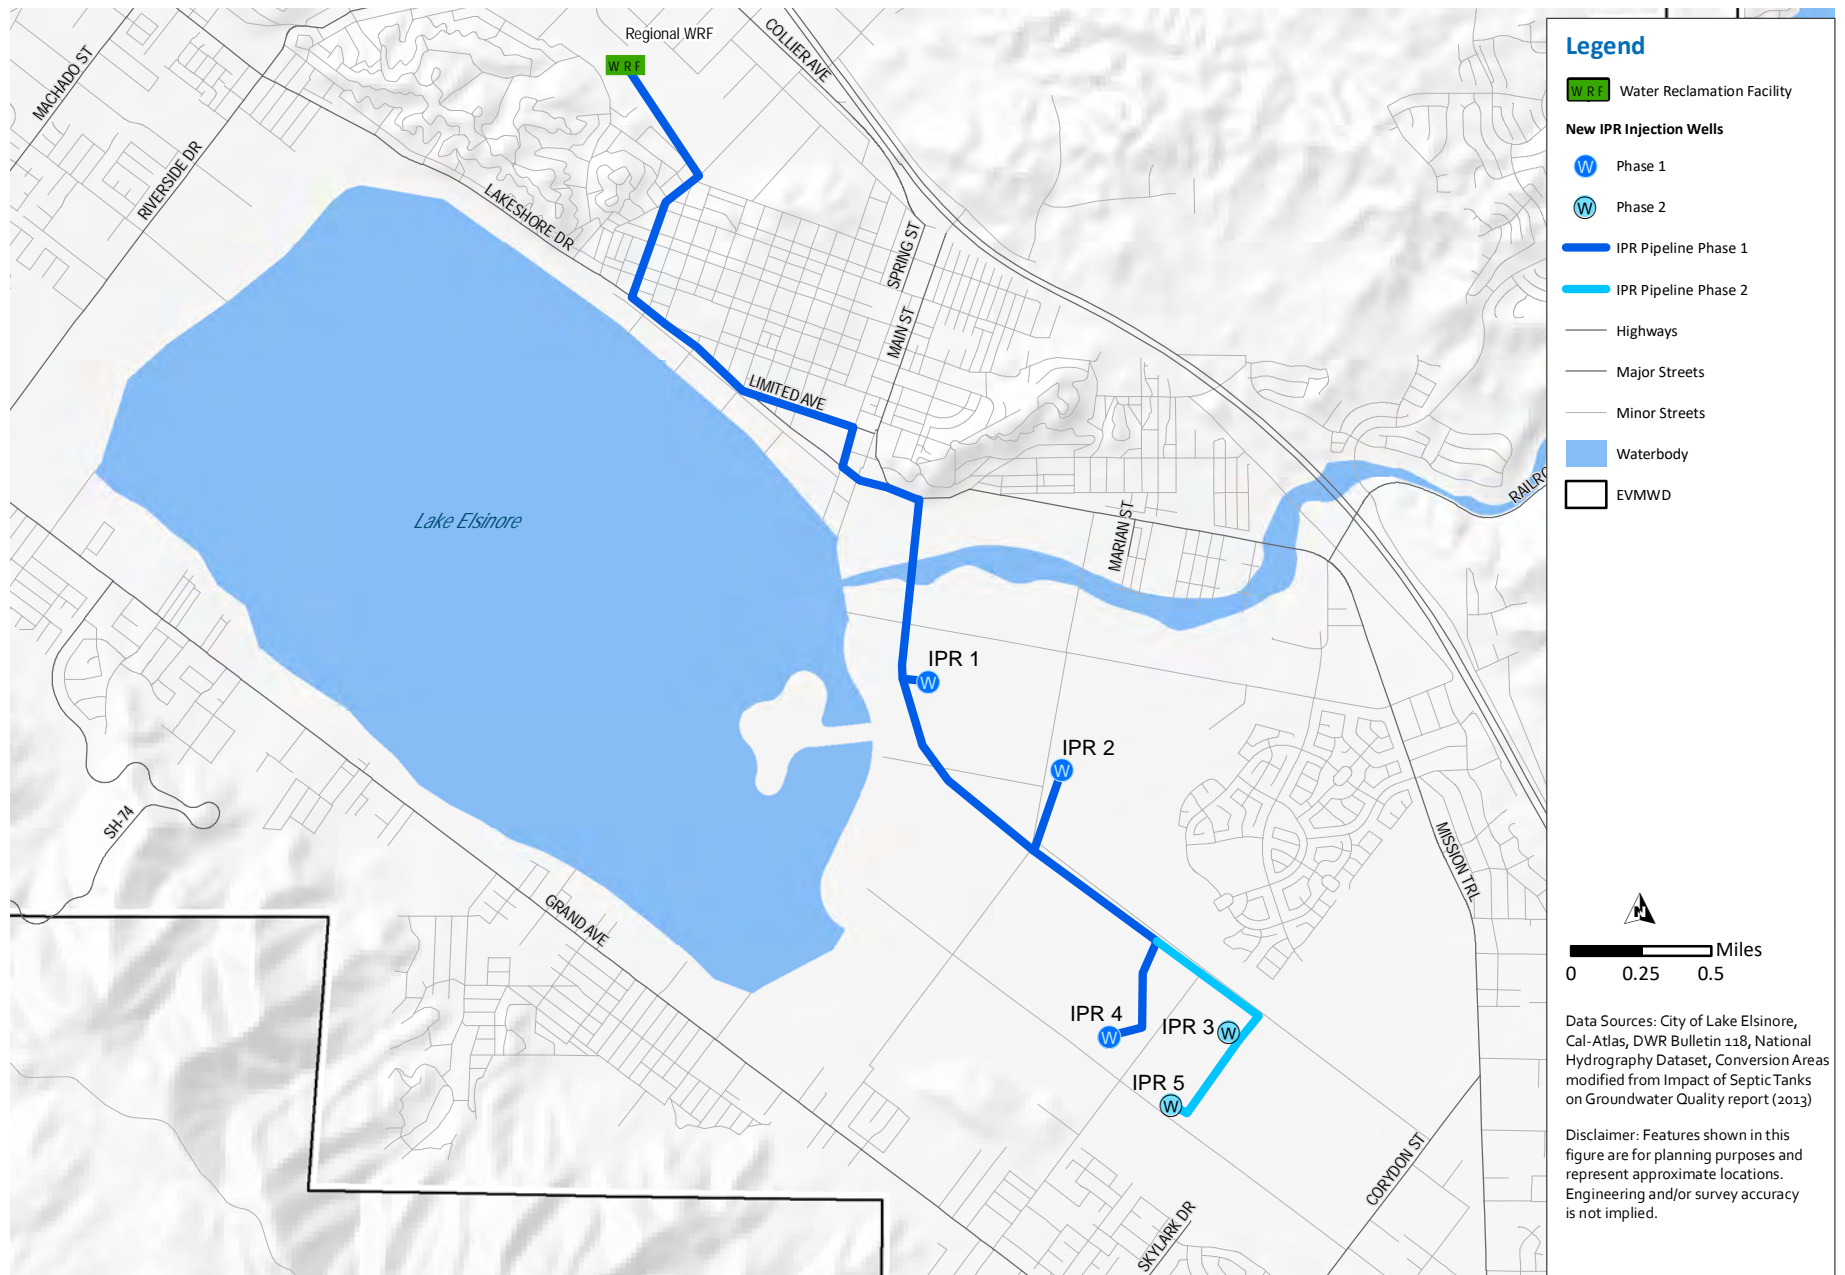 Regional WRF
W R F
COLLIER AVE
MACHADO ST
RIVERSIDE DR
LAKESHORE DR
SPRING ST
MAIN ST
LIMITED AVE
MARIAN ST
Lake Elsinore
IPR 1
W
IPR 2
W
SH-74
MISSION TRL
GRAND AVE
IPR 4
W
IPR 3
W
IPR 5
W
CORYDON ST
SKYLARK DR
Legend
W R F Water Reclamation Facility
New IPR Injection Wells
W Phase 1
W Phase 2
IPR Pipeline Phase 1
IPR Pipeline Phase 2
Highways
Major Streets
Minor Streets
Waterbody
EVMWD
N
Miles
0 0.25 0.5
Data Sources: City of Lake Elsinore,
Cal-Atlas, DWR Bulletin 118, National
Hydrography Dataset, Conversion Areas
modified from Impact of Septic Tanks
on Groundwater Quality report (2013)
Disclaimer: Features shown in this
figure are for planning purposes and
represent approximate locations.
Engineering and/or survey accuracy
is not implied.